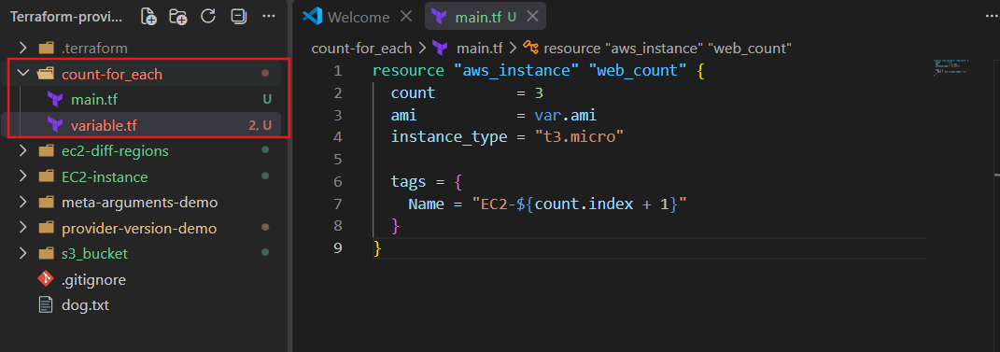 Terraform-provi...
.terraform
count-for_each
main.tf U
variable.tf 2, U
ec2-diff-regions
EC2-instance
meta-arguments-demo
provider-version-demo
s3_bucket
.gitignore
dog.txt
Welcome
main.tf U
count-for_each > main.tf > resource "aws_instance" "web_count"
1 resource "aws_instance" "web_count" {
2   count         = 3
3   ami           = var.ami
4   instance_type = "t3.micro"
5
6   tags = {
7     Name = "EC2-${count.index + 1}"
8   }
9 }